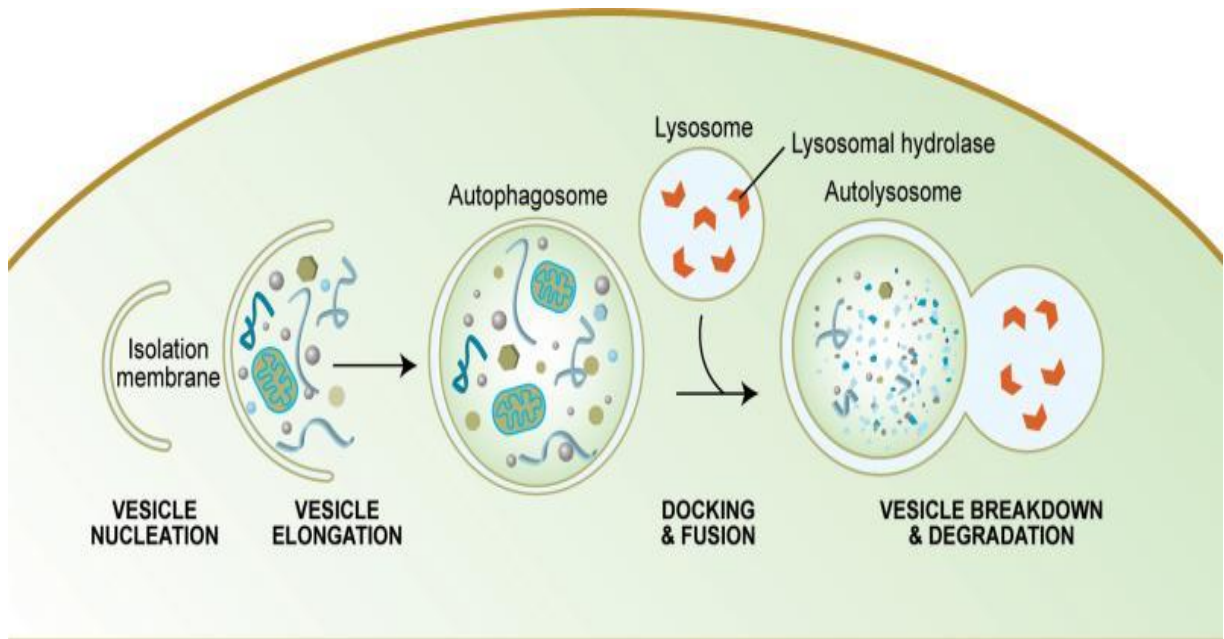 Lysosome
Lysosomal hydrolase
Autophagosome
Autolysosome
Isolation
membrane
VESICLE
NUCLEATION
VESICLE
ELONGATION
DOCKING
& FUSION
VESICLE BREAKDOWN
& DEGRADATION